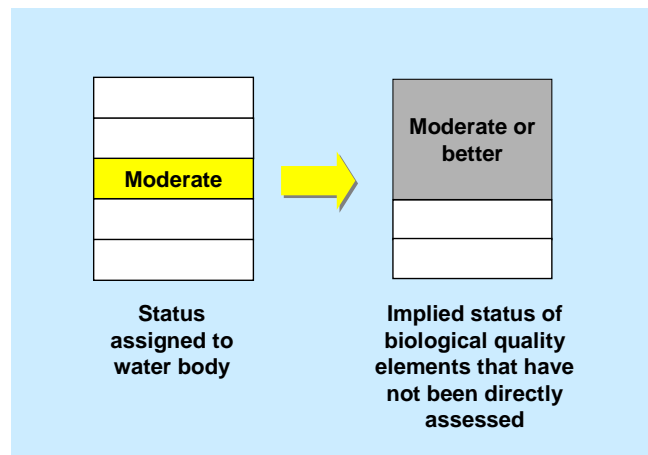 Moderate
Moderate or
better
Status
assigned to
water body
Implied status of
biological quality
elements that have
not been directly
assessed